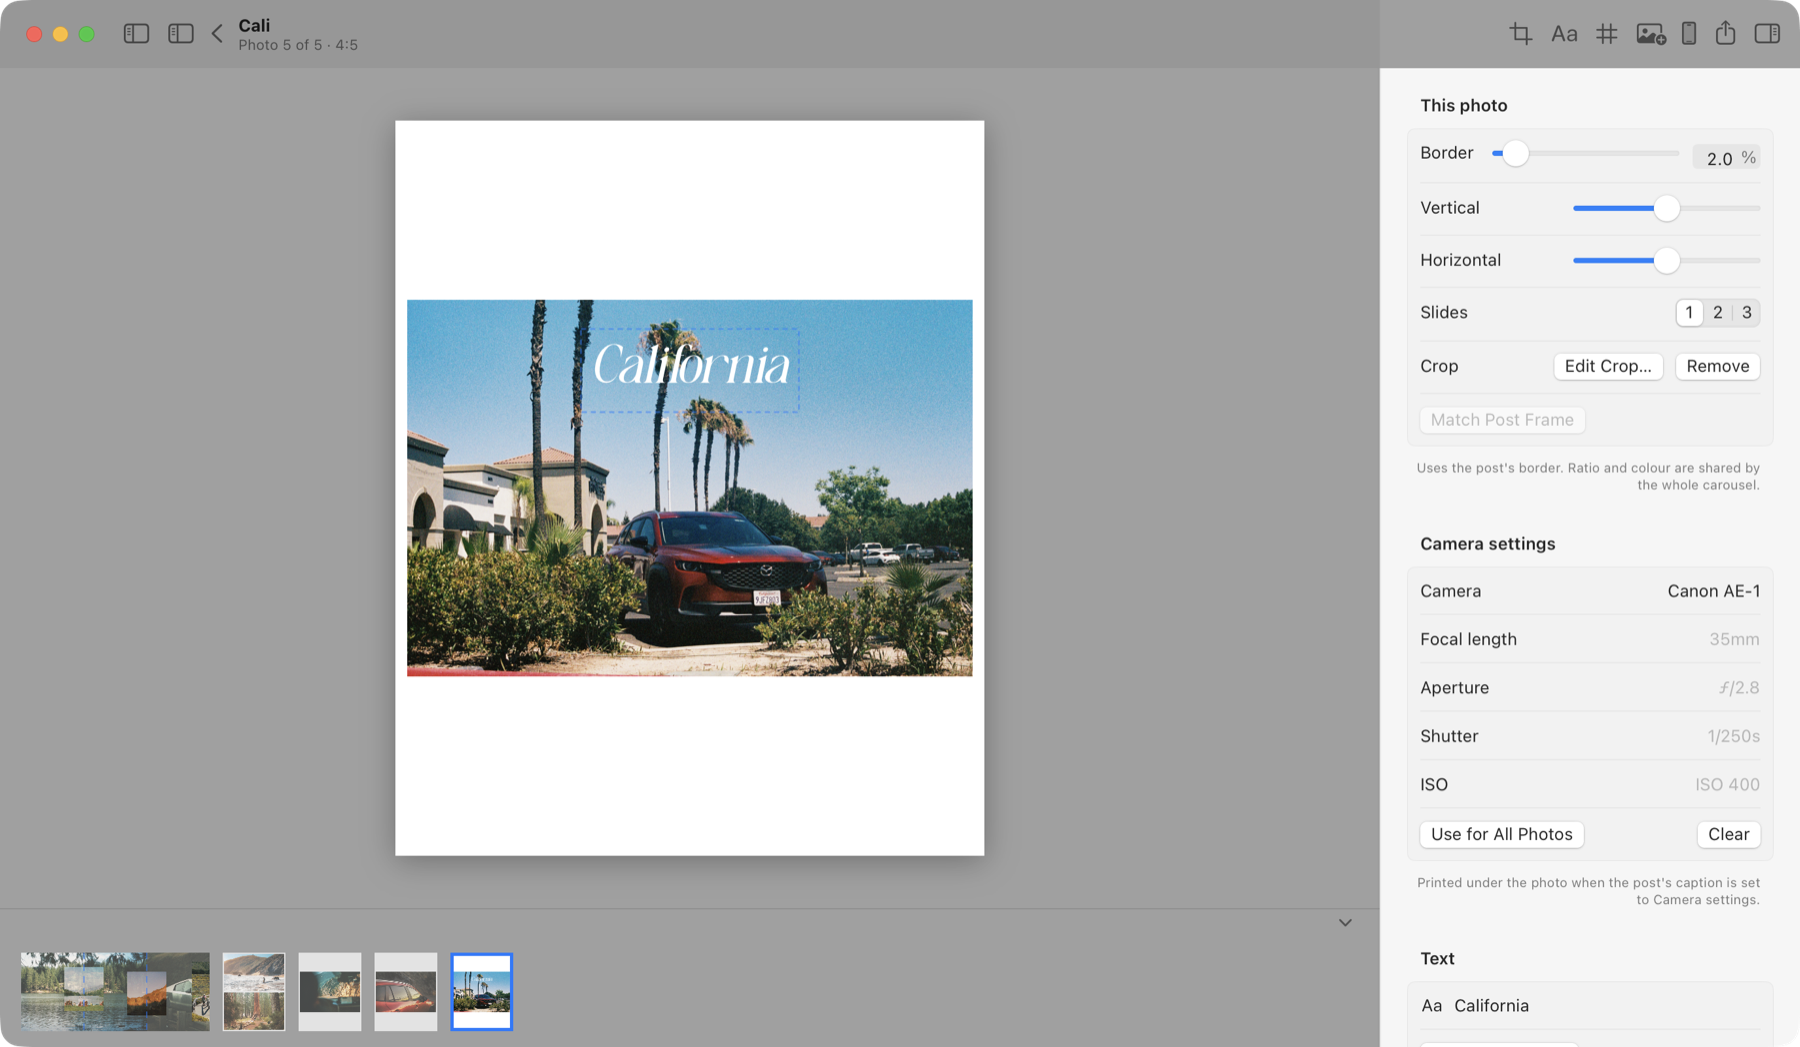 Cali
Photo 5 of 5 · 4:5
Aa
California
This photo
Border
2.0 %
Vertical
Horizontal
Slides
1 2 3
Crop
Edit Crop...
Remove
Match Post Frame
Uses the post's border. Ratio and colour are shared by
the whole carousel.
Camera settings
Camera
Canon AE-1
Focal length
35mm
Aperture
ƒ/2.8
Shutter
1/250s
ISO
ISO 400
Use for All Photos
Clear
Printed under the photo when the post's caption is set
to Camera settings.
Text
Aa California